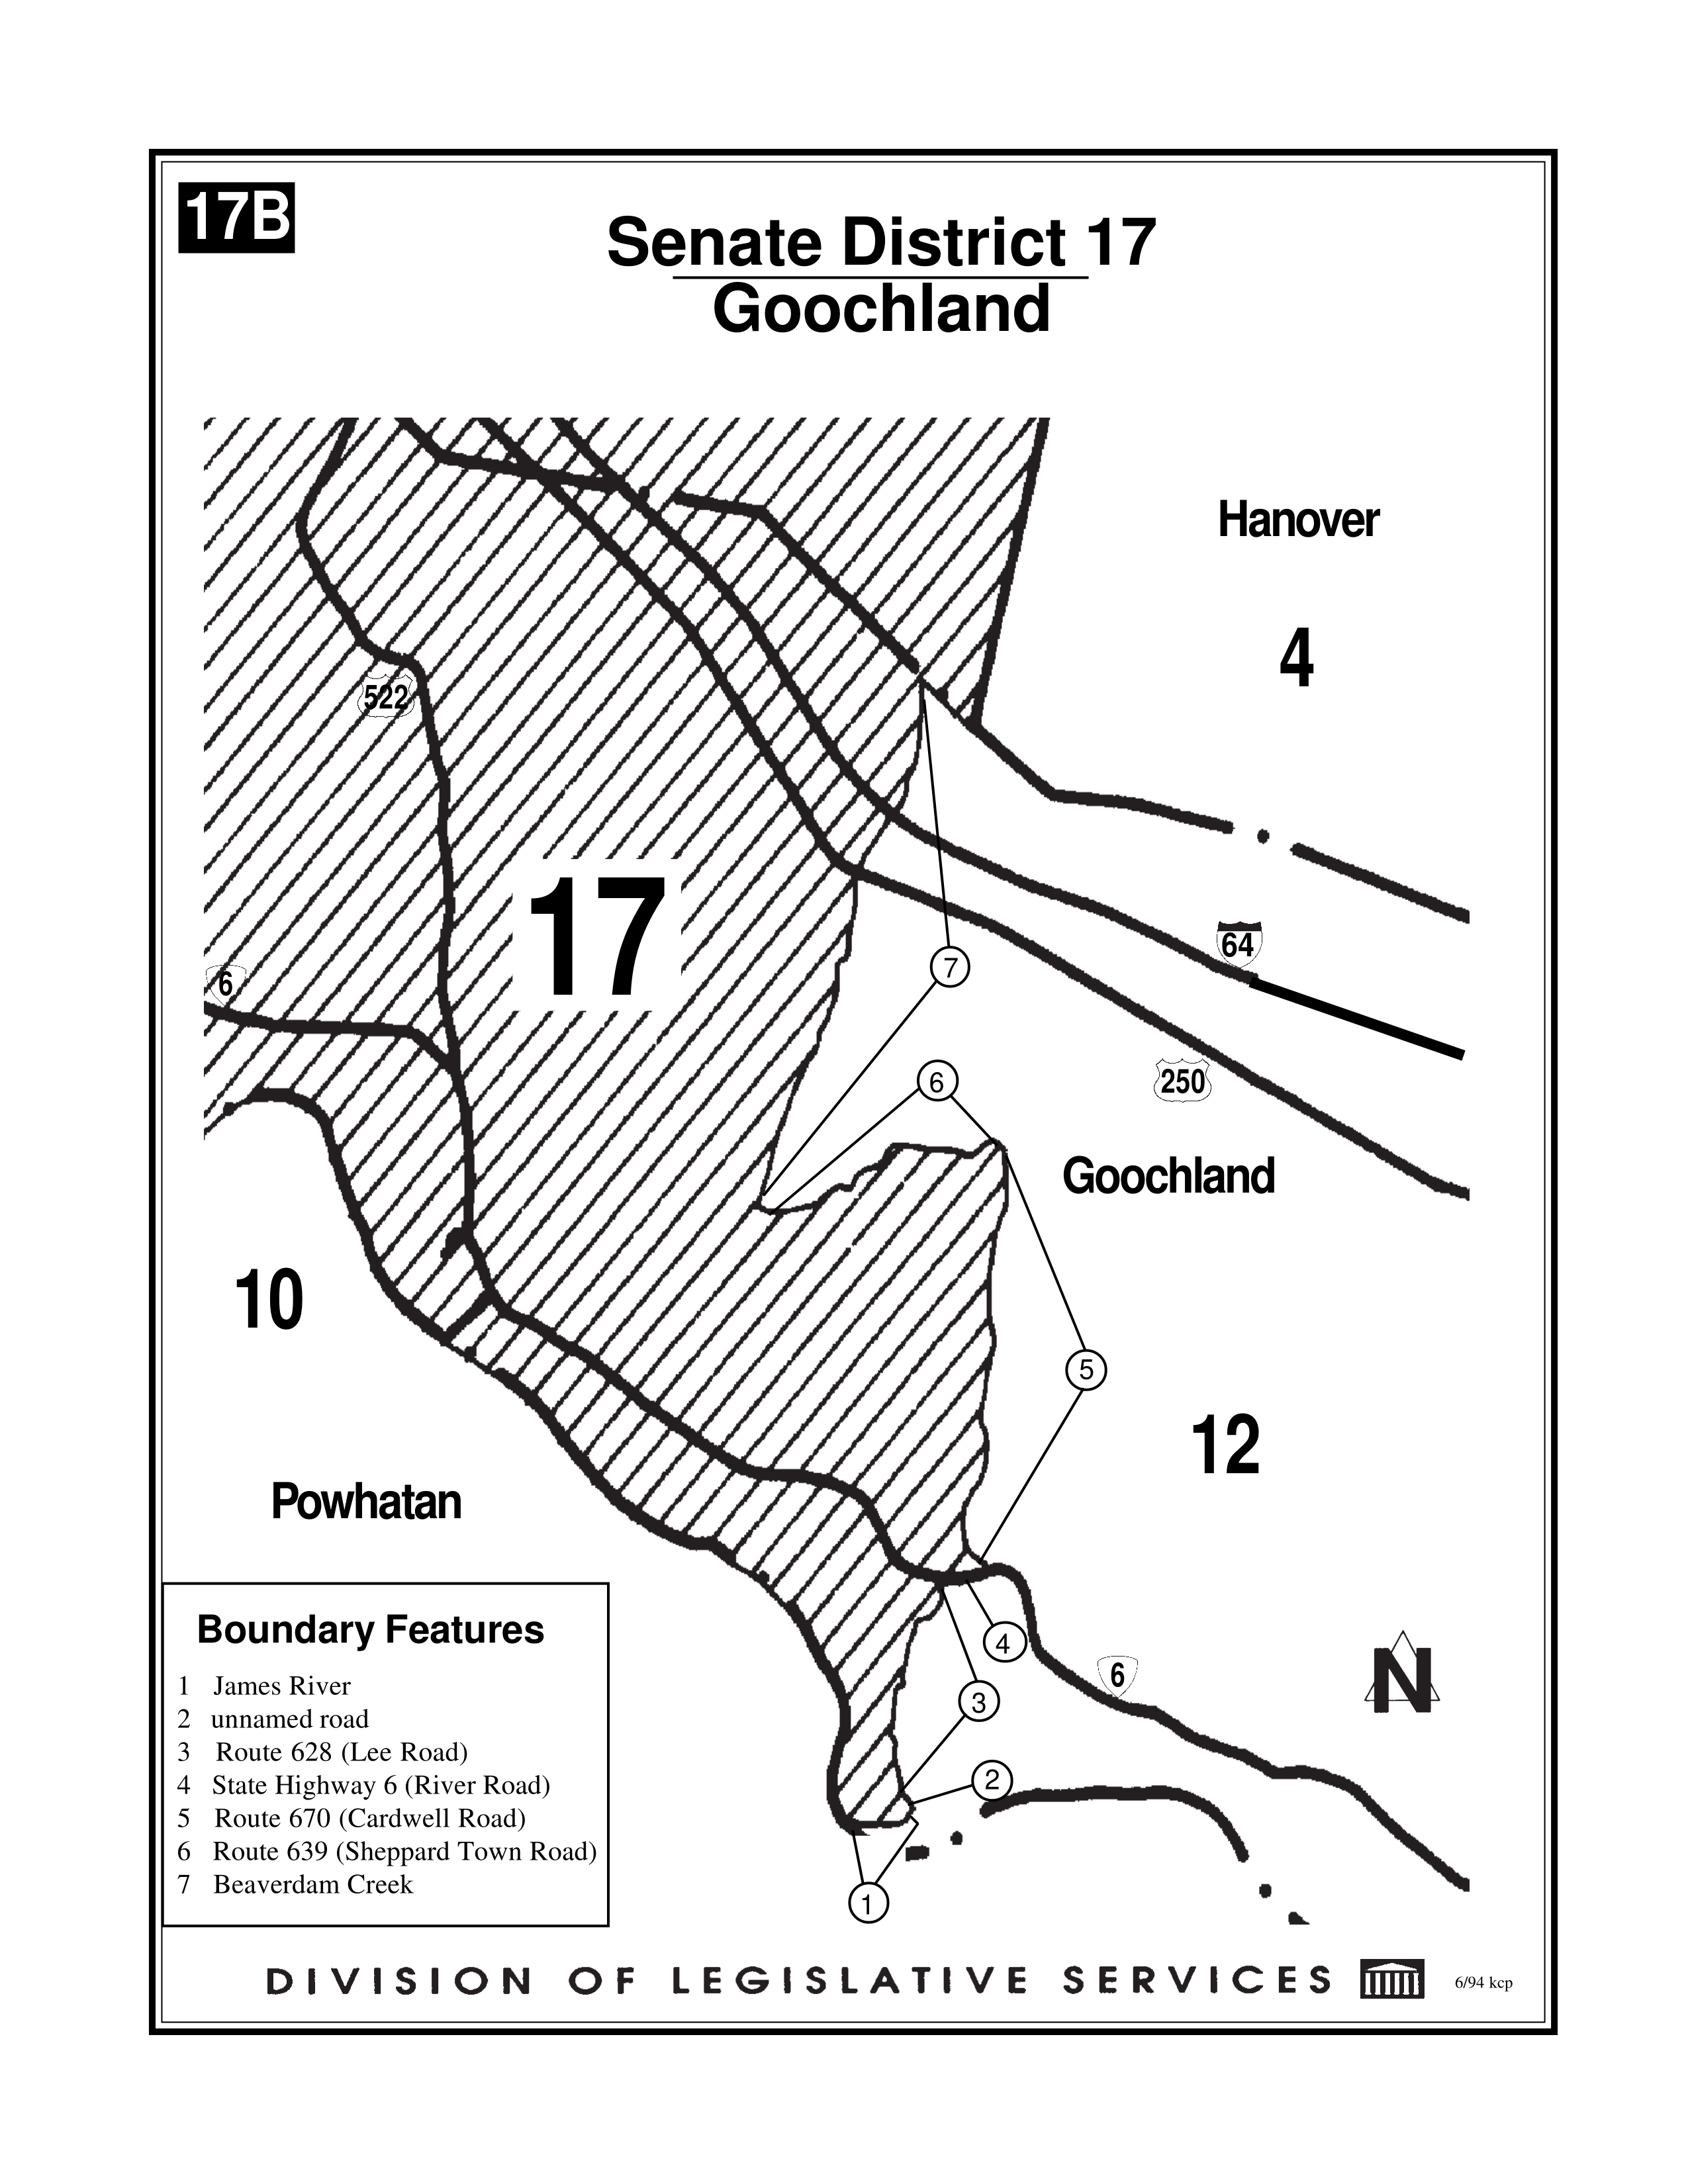 17B
Senate District 17
Goochland
Hanover
4
522
17
64
7
6
6
250
Goochland
10
5
12
Powhatan
Boundary Features
1 James River
2 unnamed road
3 Route 628 (Lee Road)
4 State Highway 6 (River Road)
5 Route 670 (Cardwell Road)
6 Route 639 (Sheppard Town Road)
7 Beaverdam Creek
4
6
N
3
2
1
DIVISION OF LEGISLATIVE SERVICES
6/94 kcp